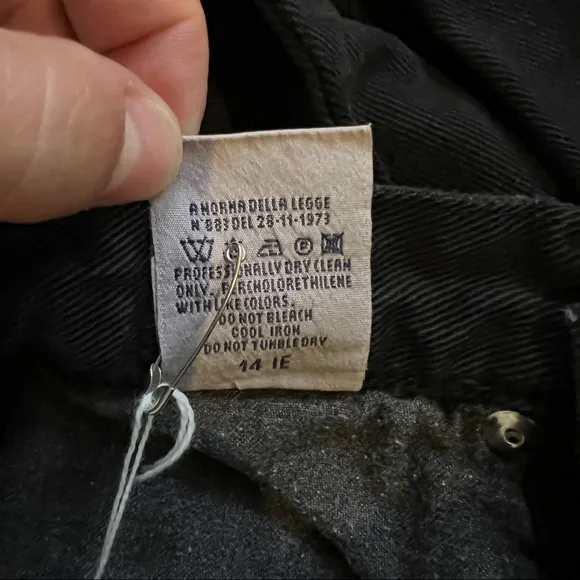 A NORMA DELLA LEGGE
N°883 DEL 28-11-1973
P
PROFESSIONALLY DRY CLEAN
ONLY. PERCHOLORETHILENE
WITH LIKE COLORS.
DO NOT BLEACH
COOL IRON
DO NOT TUMBLE DRY
14 IE